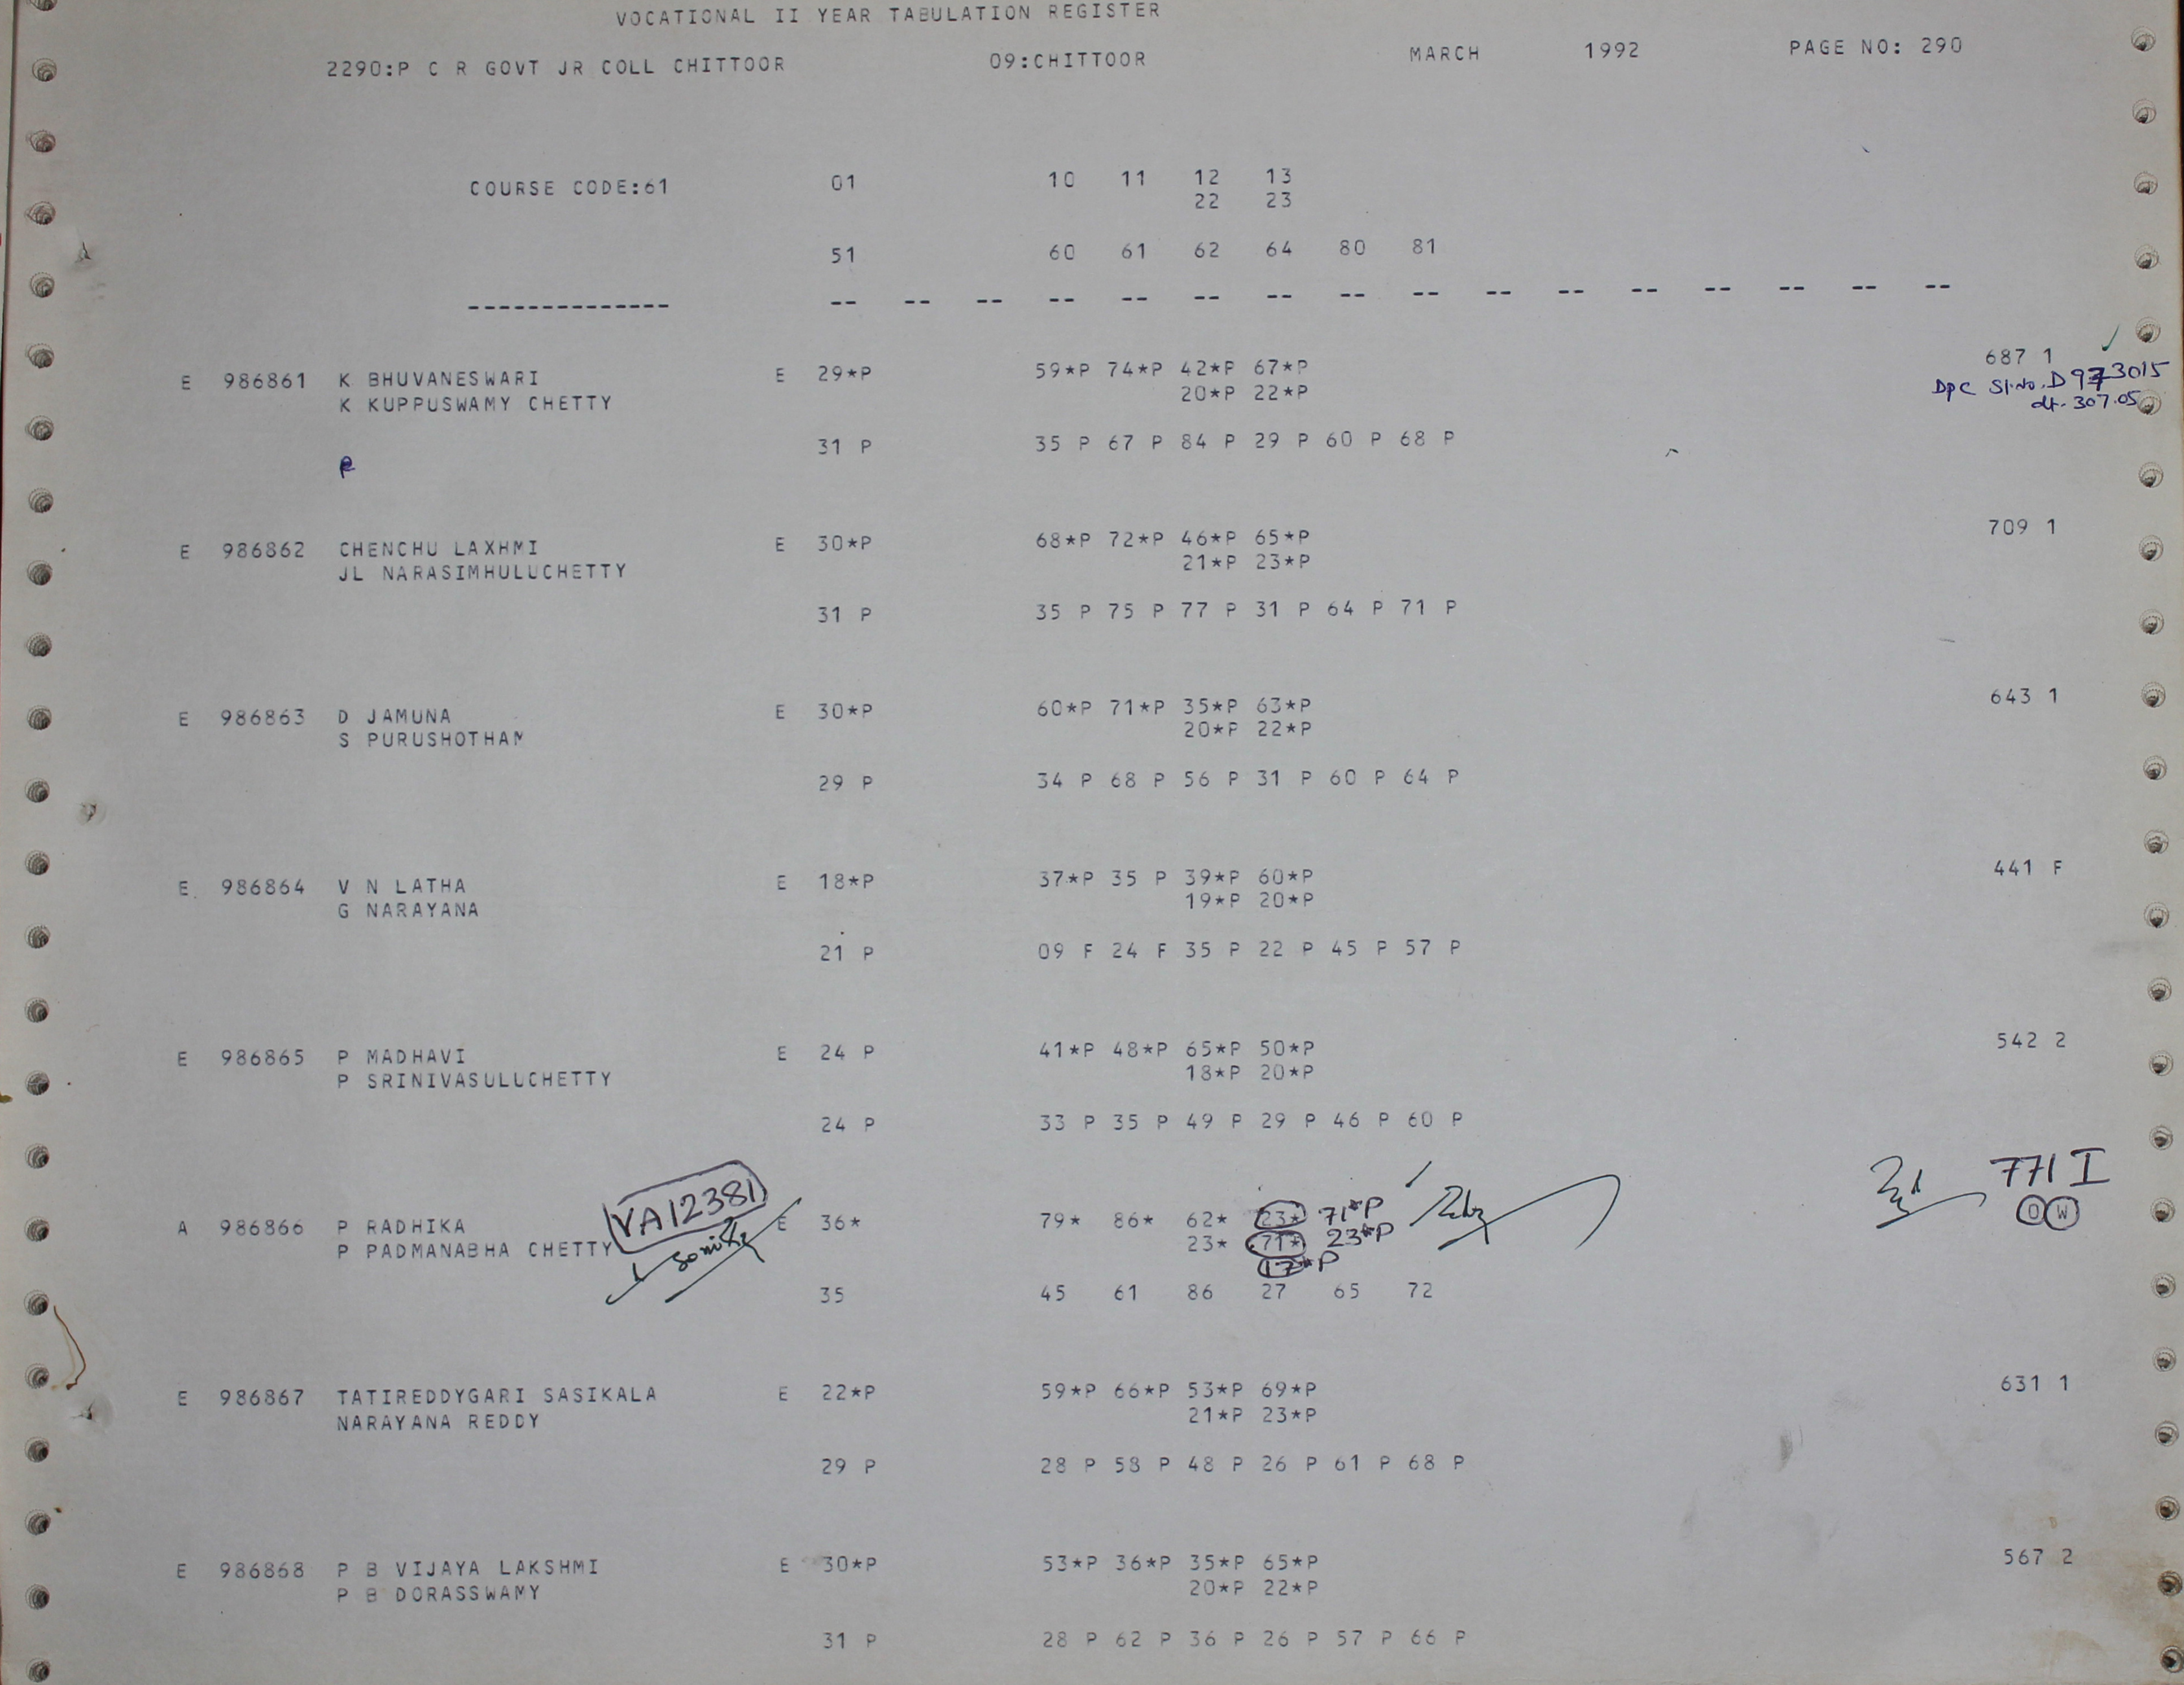 VOCATIONAL II YEAR TABULATION REGISTER
2290:P C R GOVT JR COLL CHITTOOR 09:CHITTOOR MARCH 1992 PAGE NO: 290
COURSE CODE:61 01 10 11 12 13
22 23
51 60 61 62 64 80 81
-------------- -- -- -- -- -- -- -- -- -- -- -- -- -- -- -- --
E 986861 K BHUVANESWARI E 29*P 59*P 74*P 42*P 67*P 687 1
K KUPPUSWAMY CHETTY 20*P 22*P DPC Sl.No. D973015
dt. 307.05
31 P 35 P 67 P 84 P 29 P 60 P 68 P
P
E 986862 CHENCHU LAXHMI E 30*P 68*P 72*P 46*P 65*P 709 1
JL NARASIMHULUCHETTY 21*P 23*P
31 P 35 P 75 P 77 P 31 P 64 P 71 P
E 986863 D JAMUNA E 30*P 60*P 71*P 35*P 63*P 643 1
S PURUSHOTHAM 20*P 22*P
29 P 34 P 68 P 56 P 31 P 60 P 64 P
E 986864 V N LATHA E 18*P 37*P 35 P 39*P 60*P 441 F
G NARAYANA 19*P 20*P
21 P 09 F 24 F 35 P 22 P 45 P 57 P
E 986865 P MADHAVI E 24 P 41*P 48*P 65*P 50*P 542 2
P SRINIVASULUCHETTY 18*P 20*P
24 P 33 P 35 P 49 P 29 P 46 P 60 P
A 986866 P RADHIKA VA12381 E 36* 79* 86* 62* 23* 71*P 771 I
P PADMANABHA CHETTY 23* 71* 23*P O W
17*P
35 45 61 86 27 65 72
E 986867 TATIREDDYGARI SASIKALA E 22*P 59*P 66*P 53*P 69*P 631 1
NARAYANA REDDY 21*P 23*P
29 P 28 P 58 P 48 P 26 P 61 P 68 P
E 986868 P B VIJAYA LAKSHMI E 30*P 53*P 36*P 35*P 65*P 567 2
P B DORASSWAMY 20*P 22*P
31 P 28 P 62 P 36 P 26 P 57 P 66 P